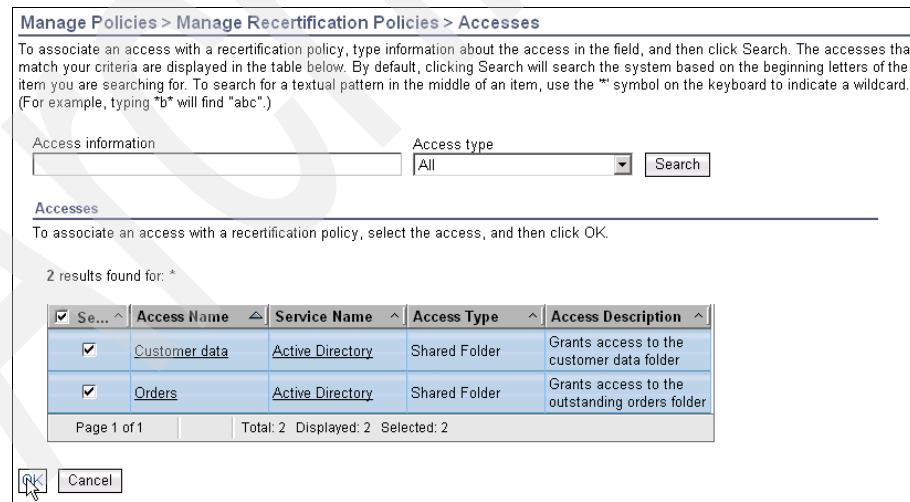 Manage Policies > Manage Recertification Policies > Accesses
To associate an access with a recertification policy, type information about the access in the field, and then click Search. The accesses tha
match your criteria are displayed in the table below. By default, clicking Search will search the system based on the beginning letters of the
item you are searching for. To search for a textual pattern in the middle of an item, use the '*' symbol on the keyboard to indicate a wildcard.
(For example, typing *b* will find "abc".)
Access information Access type
All Search
Accesses
To associate an access with a recertification policy, select the access, and then click OK.
2 results found for: *
Se... Access Name Service Name Access Type Access Description
Customer data Active Directory Shared Folder Grants access to the
customer data folder
Orders Active Directory Shared Folder Grants access to the
outstanding orders folder
Page 1 of 1 Total: 2 Displayed: 2 Selected: 2
OK Cancel